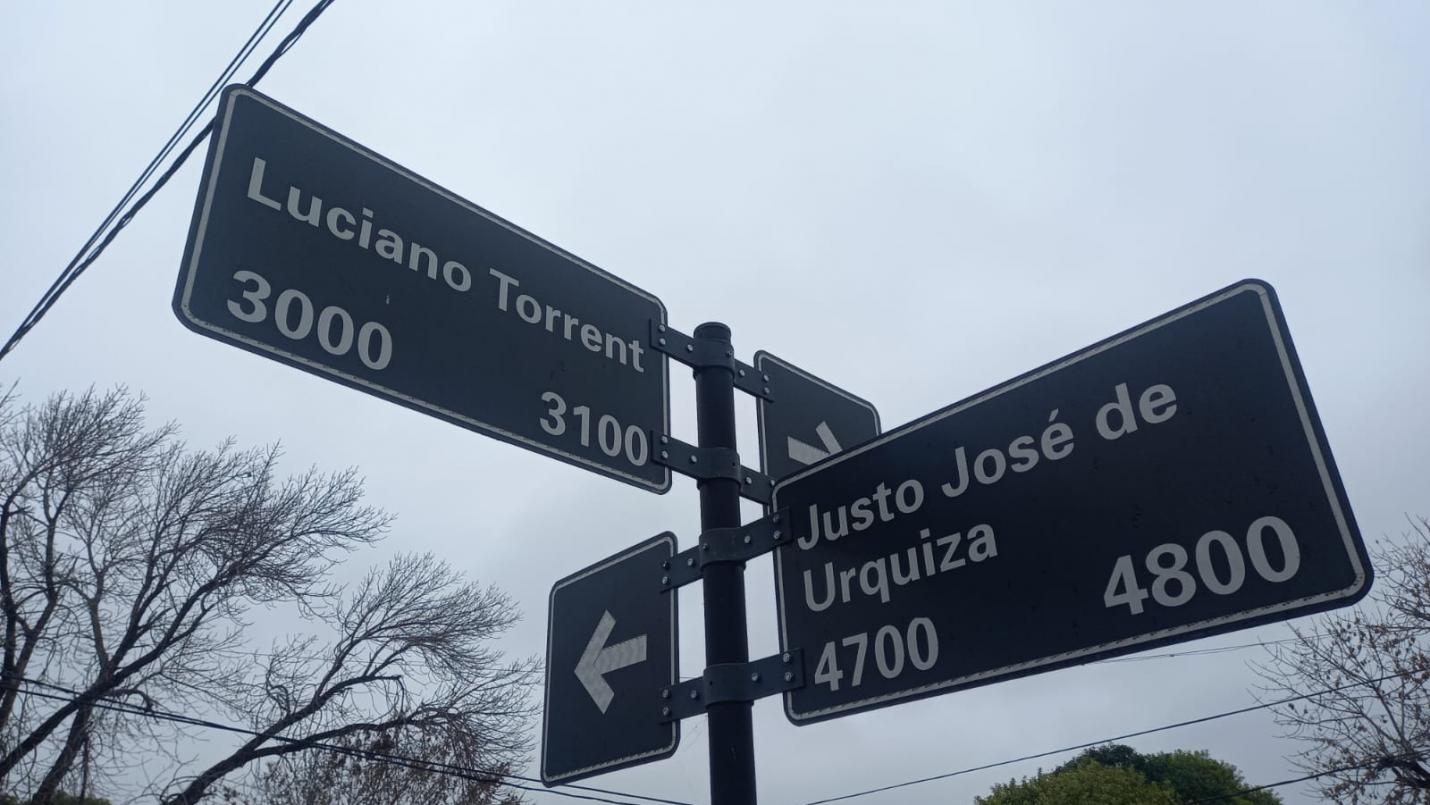 Luciano Torrent
3000
3100
Justo José de
Urquiza
4700
4800